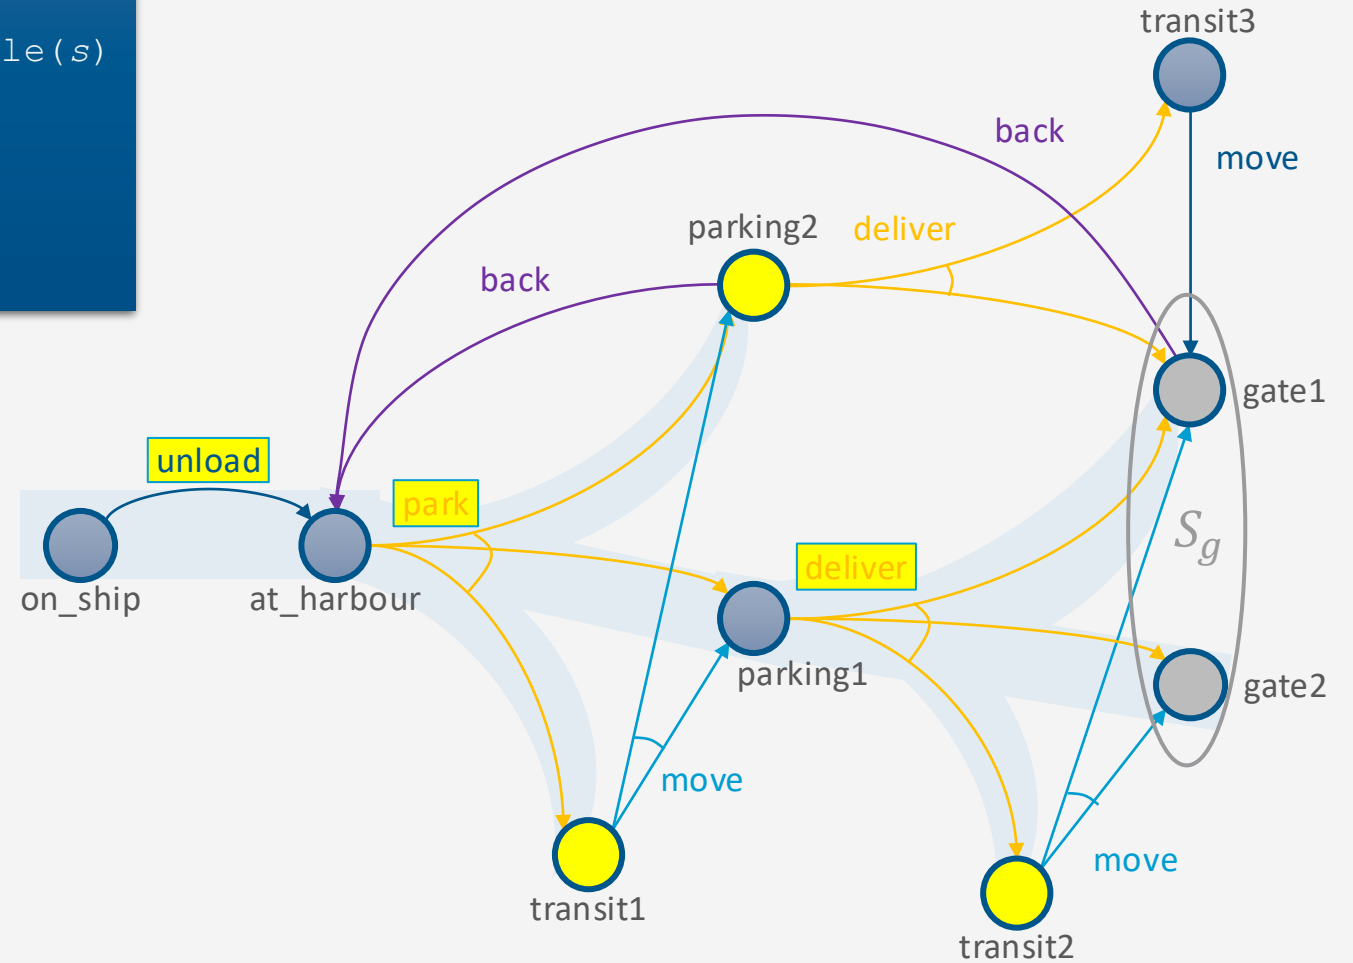 le(s)
transit3
back
move
parking2
deliver
back
gate1
unload
park
S_g
deliver
on_ship
at_harbour
parking1
gate2
move
move
transit1
transit2